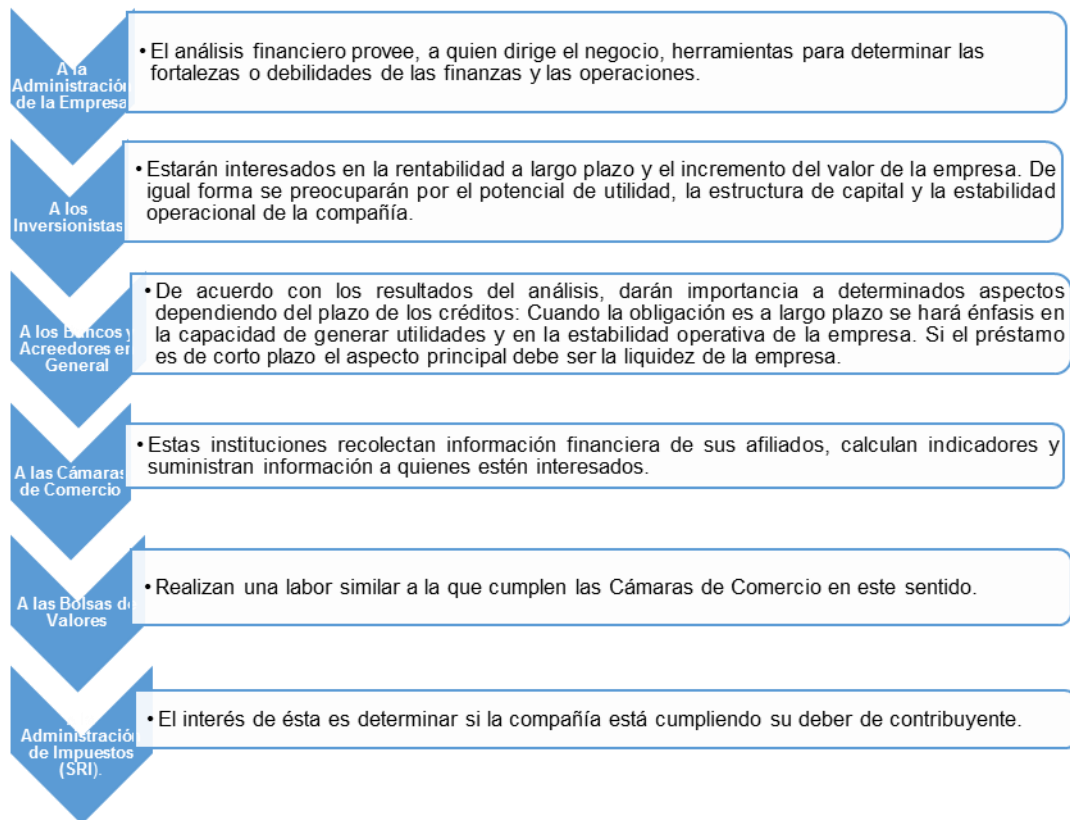 A la
Administración
de la Empresa
• El análisis financiero provee, a quien dirige el negocio, herramientas para determinar las
fortalezas o debilidades de las finanzas y las operaciones.
A los
Inversionistas
• Estarán interesados en la rentabilidad a largo plazo y el incremento del valor de la empresa. De
igual forma se preocuparán por el potencial de utilidad, la estructura de capital y la estabilidad
operacional de la compañía.
A los Bancos y
Acreedores en
General
• De acuerdo con los resultados del análisis, darán importancia a determinados aspectos
dependiendo del plazo de los créditos: Cuando la obligación es a largo plazo se hará énfasis en
la capacidad de generar utilidades y en la estabilidad operativa de la empresa. Si el préstamo
es de corto plazo el aspecto principal debe ser la liquidez de la empresa.
A las Cámaras
de Comercio
• Estas instituciones recolectan información financiera de sus afiliados, calculan indicadores y
suministran información a quienes estén interesados.
A las Bolsas de
Valores
• Realizan una labor similar a la que cumplen las Cámaras de Comercio en este sentido.
Administración
de Impuestos
(SRI).
• El interés de ésta es determinar si la compañía está cumpliendo su deber de contribuyente.